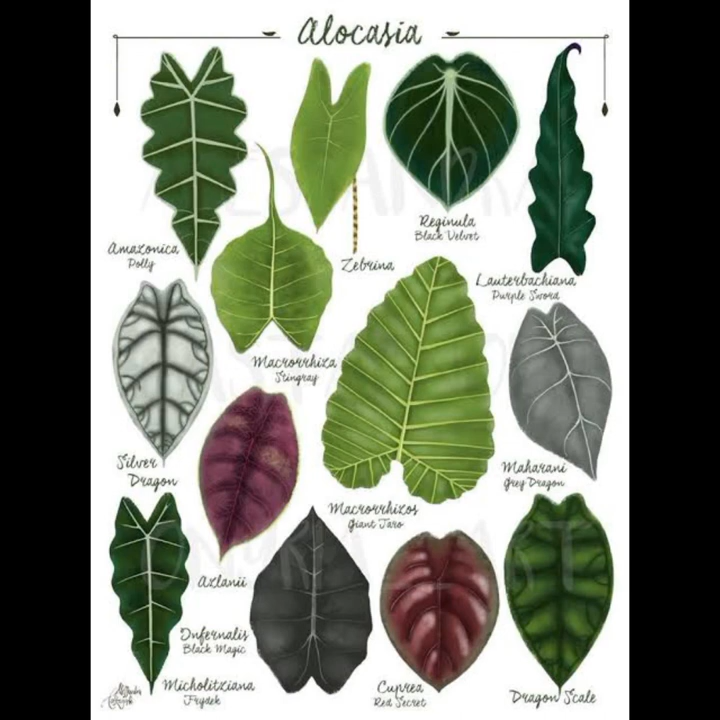 Alocasia
Amazonica
Polly
Zebrina
Reginula
Black Velvet
Lauterbachiana
Purple Sword
Macrorrhiza
Stingray
Silver
Dragon
Macrorrhizos
Giant Taro
Maharani
Grey Dragon
Azlanii
Infernalis
Black Magic
Micholitziana
Frydek
Cuprea
Red Secret
Dragon Scale